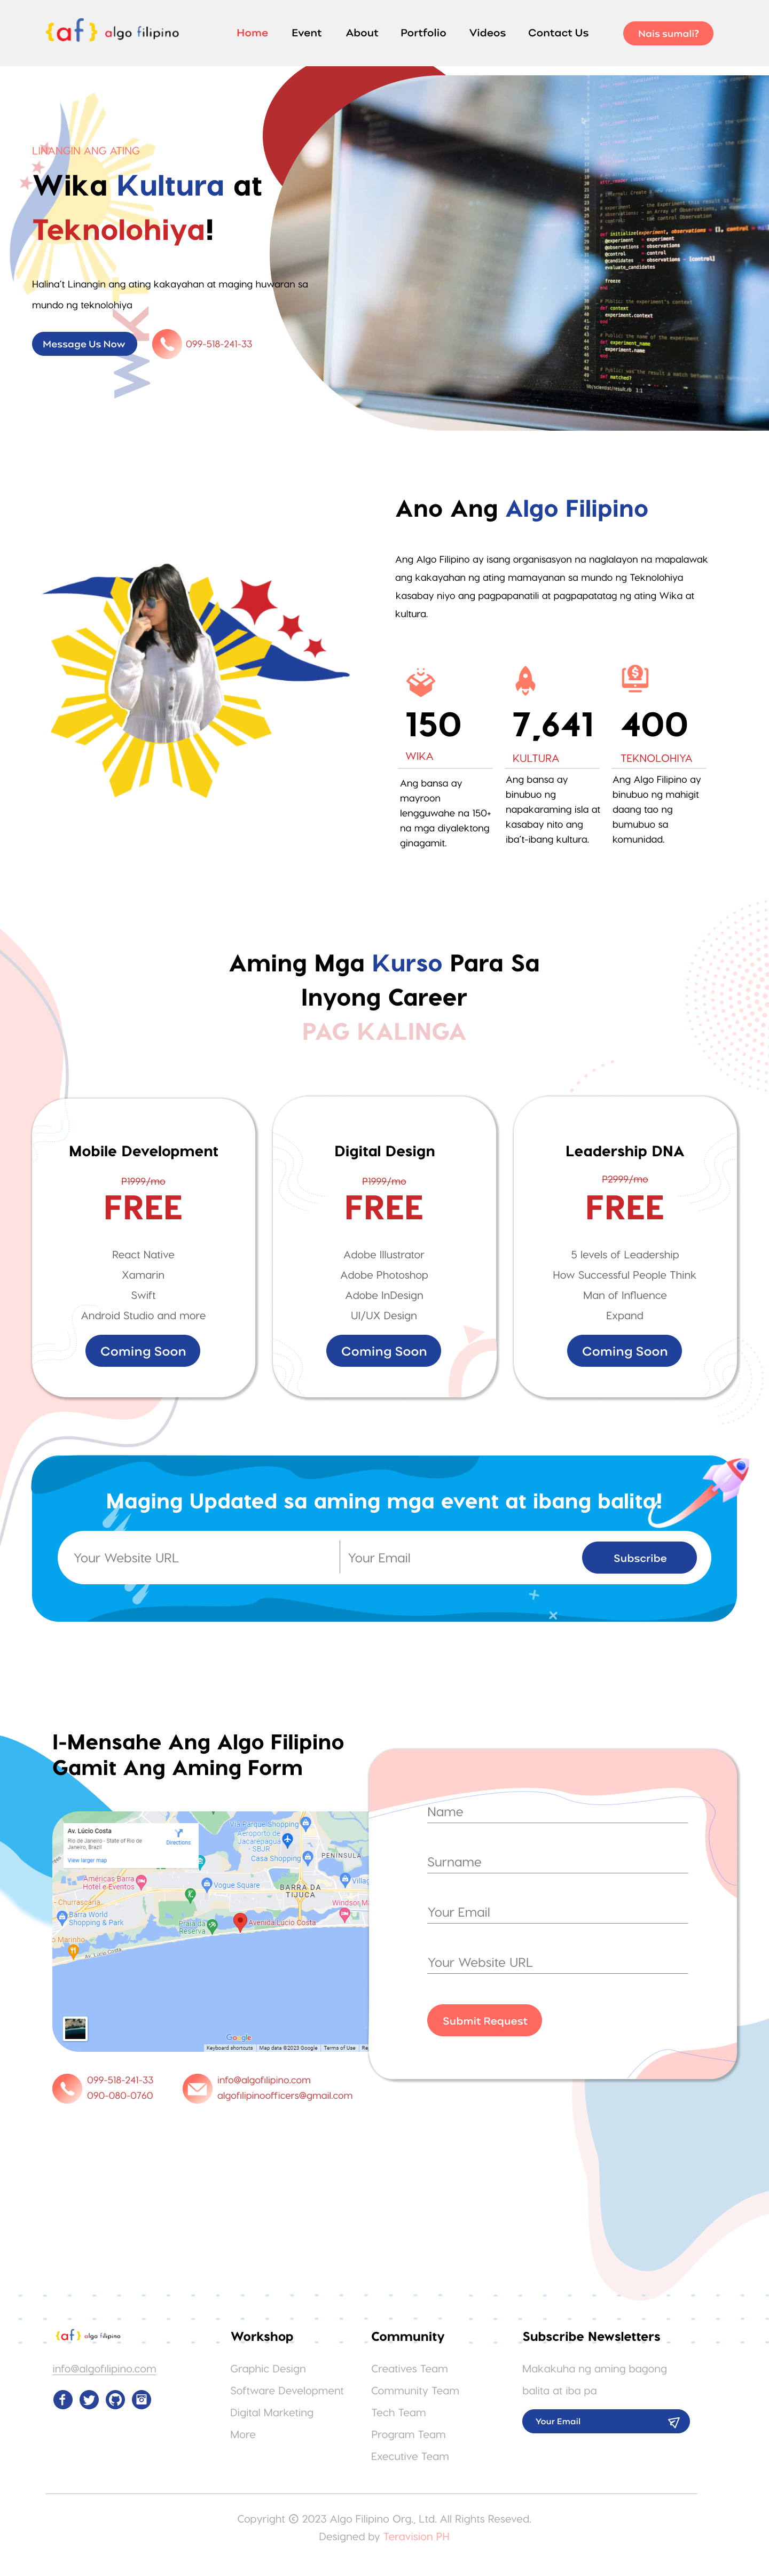 {af} algo filipino
Home Event About Portfolio Videos Contact Us Nais sumali?
LINANGIN ANG ATING
Wika Kultura at
Teknolohiya!
Halina't Linangin ang ating kakayahan at maging huwaran sa
mundo ng teknolohiya
WKT
Message Us Now 099-518-241-33
Ano Ang Algo Filipino
Ang Algo Filipino ay isang organisasyon na naglalayon na mapalawak
ang kakayahan ng ating mamayanan sa mundo ng Teknolohiya
kasabay niyo ang pagpapanatili at pagpapatatag ng ating Wika at
kultura.
150
WIKA
Ang bansa ay
mayroon
lengguwahe na 150+
na mga diyalektong
ginagamit.
7,641
KULTURA
Ang bansa ay
binubuo ng
napakaraming isla at
kasabay nito ang
iba't-ibang kultura.
400
TEKNOLOHIYA
Ang Algo Filipino ay
binubuo ng mahigit
daang tao ng
bumubuo sa
komunidad.
Aming Mga Kurso Para Sa
Inyong Career
PAG KALINGA
Mobile Development
P1999/mo
FREE
React Native
Xamarin
Swift
Android Studio and more
Coming Soon
Digital Design
P1999/mo
FREE
Adobe Illustrator
Adobe Photoshop
Adobe InDesign
UI/UX Design
Coming Soon
Leadership DNA
P2999/mo
FREE
5 levels of Leadership
How Successful People Think
Man of Influence
Expand
Coming Soon
Maging Updated sa aming mga event at ibang balita!
Your Website URL Your Email Subscribe
I-Mensahe Ang Algo Filipino
Gamit Ang Aming Form
Av. Lúcio Costa
Rio de Janeiro - State of Rio de
Janeiro, Brazil
Directions
View larger map
Via Parque Shopping
Aeroporto de
Jacarepaguá
- SBJR
Casa Shopping
PENINSULA
Américas Barra
Hotel e Eventos
Vogue Square
BARRA DA
TIJUCA
Barra World
Shopping & Park
Praia da
Reserva
Avenida Lúcio Costa
Av. Lúcio Costa
Google
Keyboard shortcuts Map data ©2023 Google Terms of Use
Name
Surname
Your Email
Your Website URL
Submit Request
099-518-241-33
090-080-0760
info@algofilipino.com
algofilipinoofficers@gmail.com
{af} algo filipino
info@algofilipino.com
Workshop
Graphic Design
Software Development
Digital Marketing
More
Community
Creatives Team
Community Team
Tech Team
Program Team
Executive Team
Subscribe Newsletters
Makakuha ng aming bagong
balita at iba pa
Your Email
Copyright © 2023 Algo Filipino Org., Ltd. All Rights Reseved.
Designed by Teravision PH